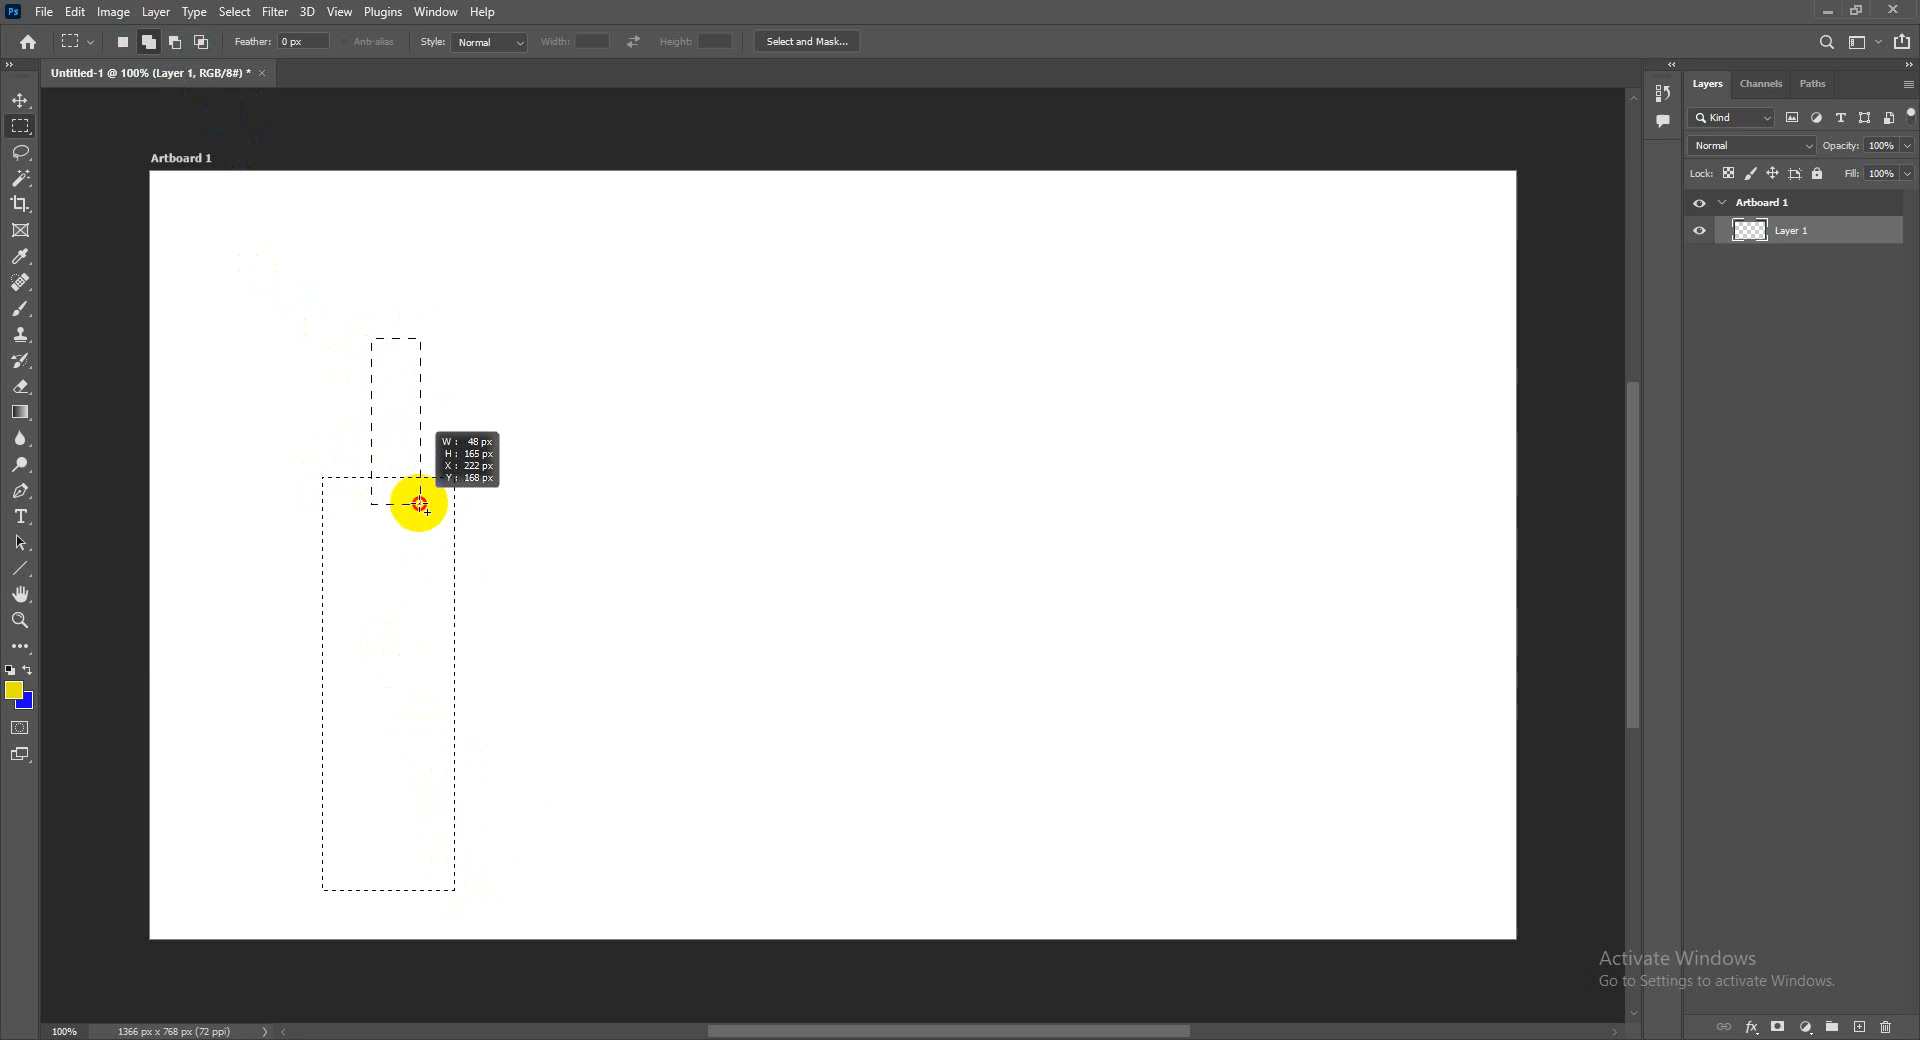 Ps File Edit Image Layer Type Select Filter 3D View Plugins Window Help
Feather: 0 px Anti-alias Style: Normal Width: Height: Select and Mask...
Untitled-1 @ 100% (Layer 1, RGB/8#) *
Layers Channels Paths
Kind
Normal Opacity: 100%
Lock: Fill: 100%
Artboard 1
Layer 1
Artboard 1
W : 48 px
H : 165 px
X : 222 px
Y : 168 px
Activate Windows
Go to Settings to activate Windows.
100% 1366 px x 768 px (72 ppi)